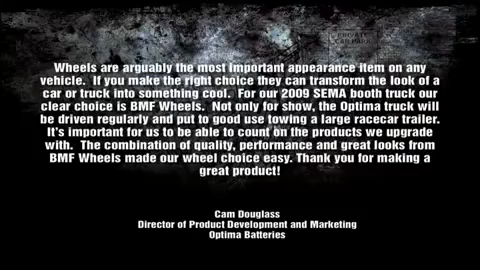 PRIVATE
CAR PARK
Wheels are arguably the most important appearance item on any
vehicle. If you make the right choice they can transform the look of a
car or truck into something cool. For our 2009 SEMA booth truck our
clear choice is BMF Wheels. Not only for show, the Optima truck will
be driven regularly and put to good use towing a large racecar trailer.
It's important for us to be able to count on the products we upgrade
with. The combination of quality, performance and great looks from
BMF Wheels made our wheel choice easy. Thank you for making a
great product!
Cam Douglass
Director of Product Development and Marketing
Optima Batteries